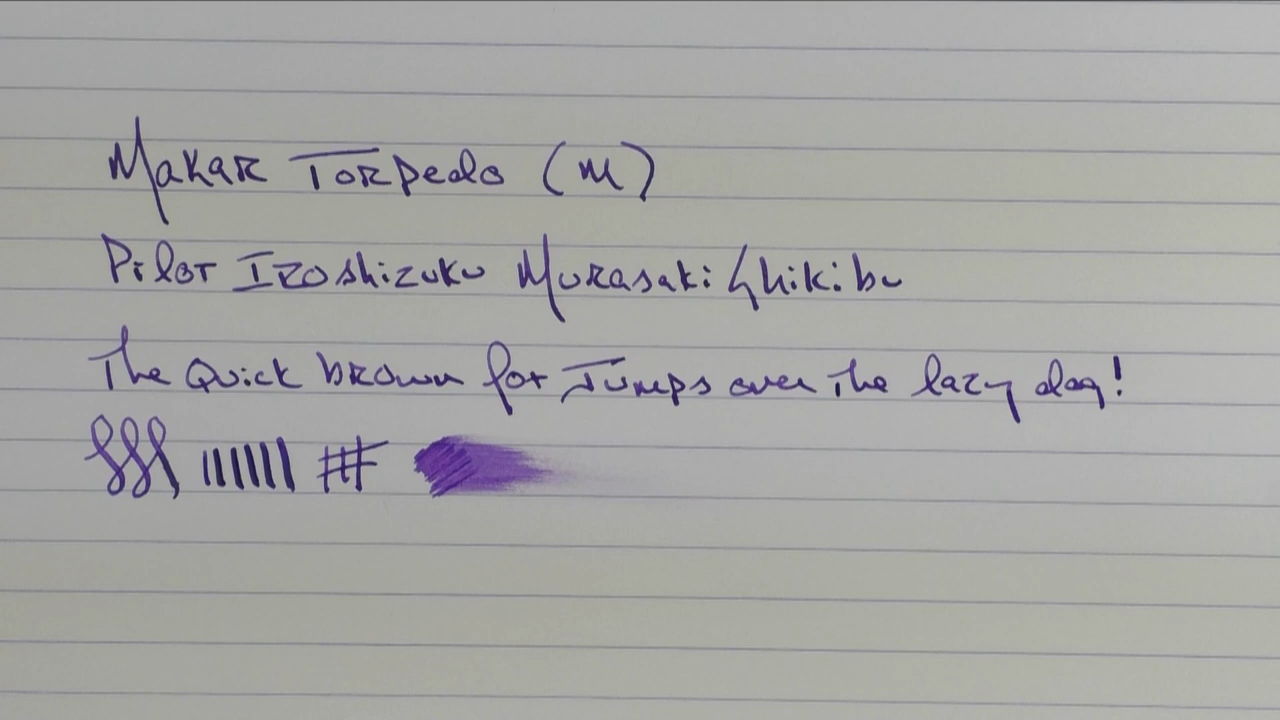 Makar Torpedo (M)
Pilot Iroshizuku Murasaki Shikibu
The Quick brown fox Jumps over the lazy dog!